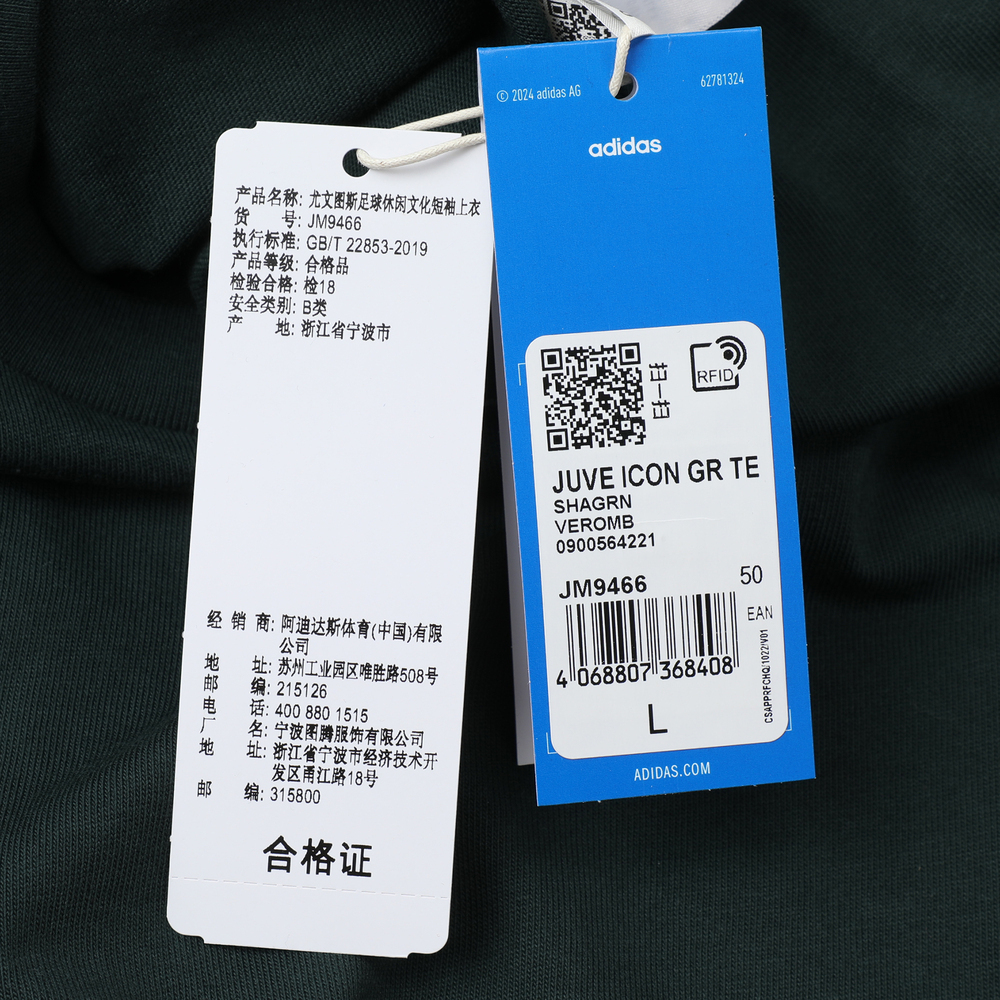 产品名称: 尤文图斯足球休闲文化短袖上衣
货 号: JM9466
执行标准: GB/T 22853-2019
产品等级: 合格品
检验合格: 检18
安全类别: B类
产 地: 浙江省宁波市
经 销 商: 阿迪达斯体育(中国)有限
公司
地 址: 苏州工业园区唯胜路508号
邮 编: 215126
电 话: 400 880 1515
厂 名: 宁波图腾服饰有限公司
地 址: 浙江省宁波市经济技术开
发区甬江路18号
邮 编: 315800
合格证
© 2024 adidas AG
62781324
adidas
扫一扫
RFID
JUVE ICON GR TE
SHAGRN
VEROMB
0900564221
JM9466
50
EAN
4 068807 368408
CSAPPRFCHQ/1022/V01
L
ADIDAS.COM